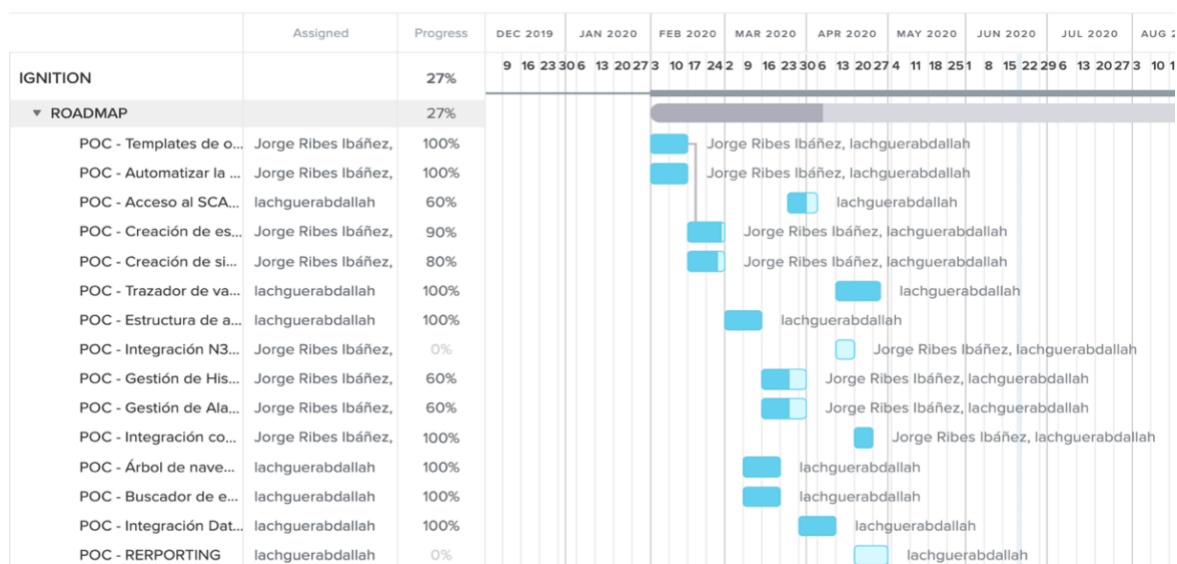 Assigned Progress DEC 2019 JAN 2020 FEB 2020 MAR 2020 APR 2020 MAY 2020 JUN 2020 JUL 2020 AUG 2
IGNITION 27% 9 16 23 30 6 13 20 27 3 10 17 24 2 9 16 23 30 6 13 20 27 4 11 18 25 1 8 15 22 29 6 13 20 27 3 10 1
ROADMAP 27%
POC - Templates de o... Jorge Ribes Ibáñez, 100% Jorge Ribes Ibáñez, lachguerabdallah
POC - Automatizar la ... Jorge Ribes Ibáñez, 100% Jorge Ribes Ibáñez, lachguerabdallah
POC - Acceso al SCA... lachguerabdallah 60% lachguerabdallah
POC - Creación de es... Jorge Ribes Ibáñez, 90% Jorge Ribes Ibáñez, lachguerabdallah
POC - Creación de si... Jorge Ribes Ibáñez, 80% Jorge Ribes Ibáñez, lachguerabdallah
POC - Trazador de va... lachguerabdallah 100% lachguerabdallah
POC - Estructura de a... lachguerabdallah 100% lachguerabdallah
POC - Integración N3... Jorge Ribes Ibáñez, 0% Jorge Ribes Ibáñez, lachguerabdallah
POC - Gestión de His... Jorge Ribes Ibáñez, 60% Jorge Ribes Ibáñez, lachguerabdallah
POC - Gestión de Ala... Jorge Ribes Ibáñez, 60% Jorge Ribes Ibáñez, lachguerabdallah
POC - Integración co... Jorge Ribes Ibáñez, 100% Jorge Ribes Ibáñez, lachguerabdallah
POC - Árbol de nave... lachguerabdallah 100% lachguerabdallah
POC - Buscador de e... lachguerabdallah 100% lachguerabdallah
POC - Integración Dat... lachguerabdallah 100% lachguerabdallah
POC - RERPORTING lachguerabdallah 0% lachguerabdallah